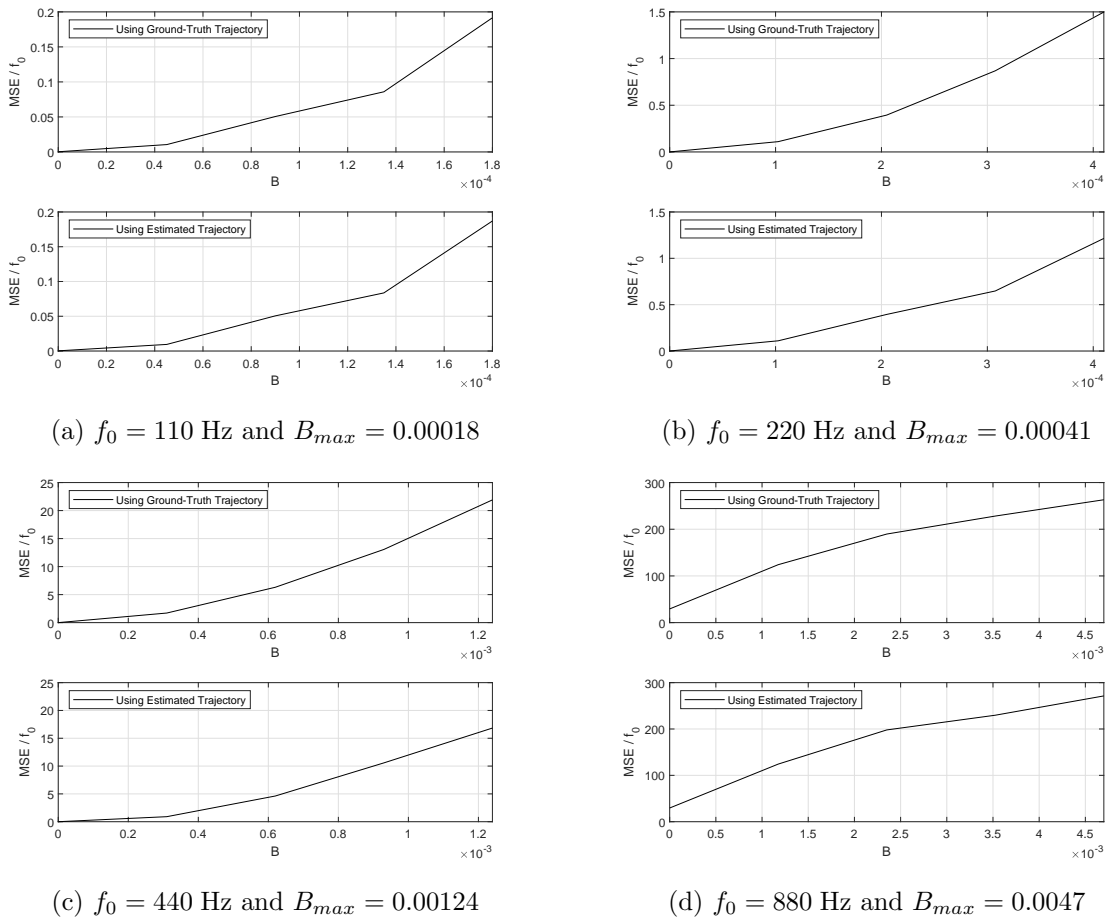 0.2
0.15
0.1
0.05
0
MSE / f0
Using Ground-Truth Trajectory
0 0.2 0.4 0.6 0.8 1 1.2 1.4 1.6 1.8
B
×10-4
0.2
0.15
0.1
0.05
0
MSE / f0
Using Estimated Trajectory
0 0.2 0.4 0.6 0.8 1 1.2 1.4 1.6 1.8
B
×10-4
(a) f0 = 110 Hz and Bmax = 0.00018
1.5
1
0.5
0
MSE / f0
Using Ground-Truth Trajectory
0 1 2 3 4
B
×10-4
1.5
1
0.5
0
MSE / f0
Using Estimated Trajectory
0 1 2 3 4
B
×10-4
(b) f0 = 220 Hz and Bmax = 0.00041
25
20
15
10
5
0
MSE / f0
Using Ground-Truth Trajectory
0 0.2 0.4 0.6 0.8 1 1.2
B
×10-3
25
20
15
10
5
0
MSE / f0
Using Estimated Trajectory
0 0.2 0.4 0.6 0.8 1 1.2
B
×10-3
(c) f0 = 440 Hz and Bmax = 0.00124
300
200
100
0
MSE / f0
Using Ground-Truth Trajectory
0 0.5 1 1.5 2 2.5 3 3.5 4 4.5
B
×10-3
300
200
100
0
MSE / f0
Using Estimated Trajectory
0 0.5 1 1.5 2 2.5 3 3.5 4 4.5
B
×10-3
(d) f0 = 880 Hz and Bmax = 0.0047